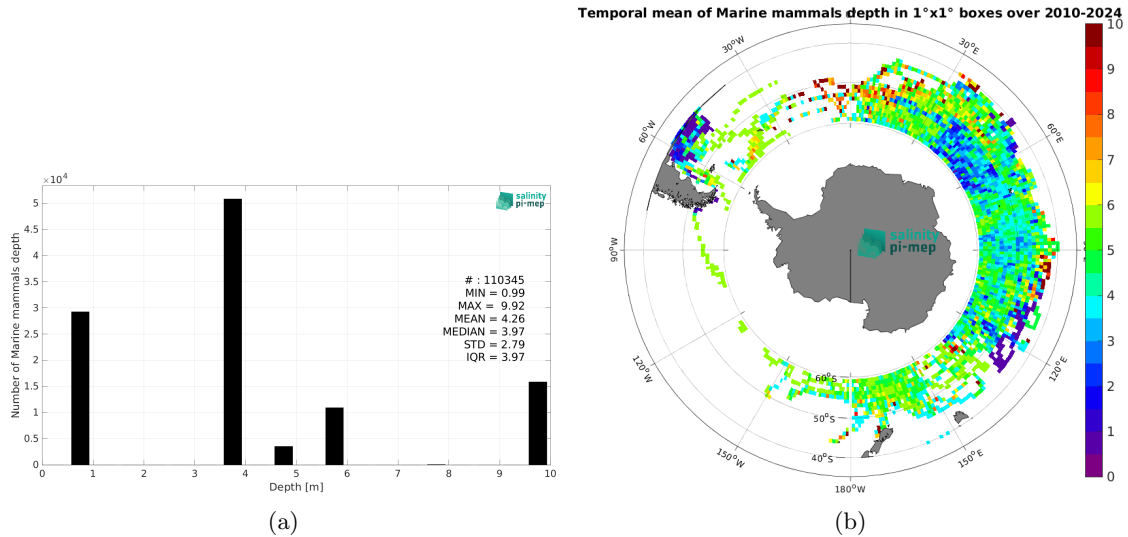 Temporal mean of Marine mammals depth in 1°x1° boxes over 2010-2024
×10⁴
5
4.5
4
3.5
3
2.5
2
1.5
1
0.5
0
Number of Marine mammals depth
salinity
pi-mep
# : 110345
MIN = 0.99
MAX = 9.92
MEAN = 4.26
MEDIAN = 3.97
STD = 2.79
IQR = 3.97
0 1 2 3 4 5 6 7 8 9 10
Depth [m]
(a)
0°
30°W
30°E
60°W
60°E
90°W
120°W
120°E
150°W
150°E
180°W
60°S
50°S
40°S
salinity
pi-mep
10
9
8
7
6
5
4
3
2
1
0
(b)